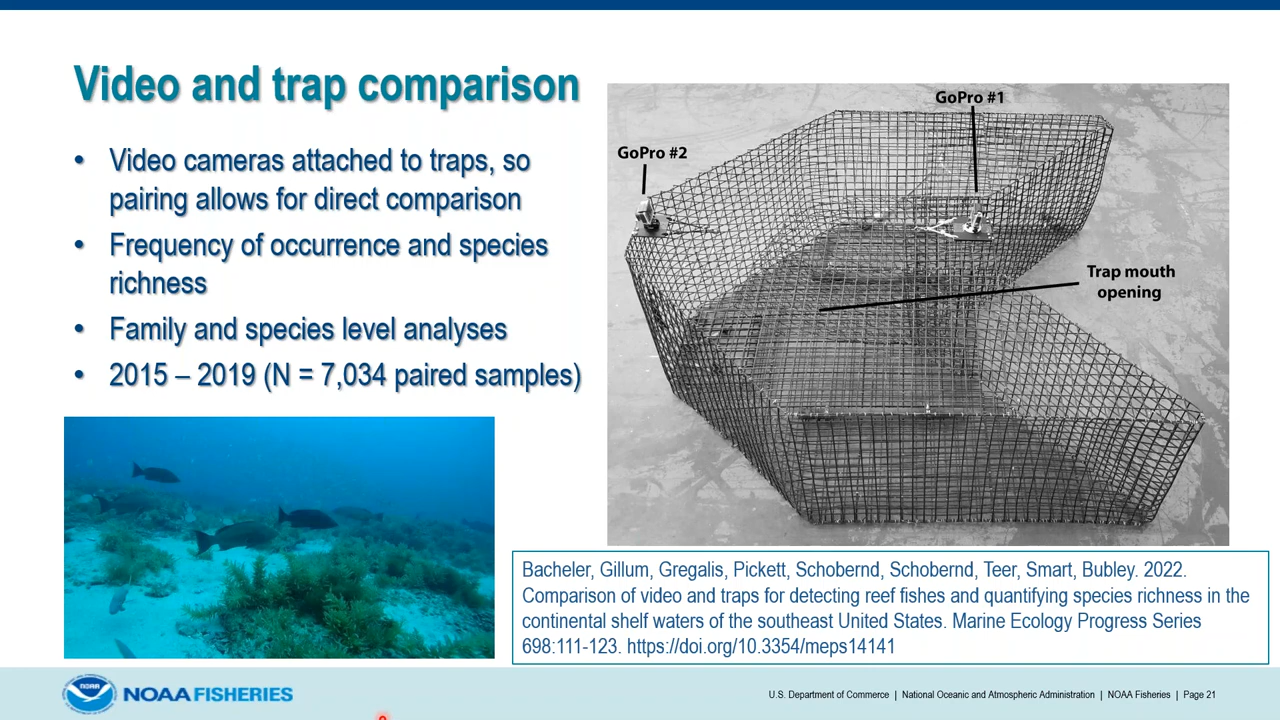 Video and trap comparison
• Video cameras attached to traps, so
pairing allows for direct comparison
• Frequency of occurrence and species
richness
• Family and species level analyses
• 2015 – 2019 (N = 7,034 paired samples)
GoPro #1
GoPro #2
Trap mouth
opening
Bacheler, Gillum, Gregalis, Pickett, Schobernd, Schobernd, Teer, Smart, Bubley. 2022.
Comparison of video and traps for detecting reef fishes and quantifying species richness in the
continental shelf waters of the southeast United States. Marine Ecology Progress Series
698:111-123. https://doi.org/10.3354/meps14141
NOAA
NOAA FISHERIES
U.S. Department of Commerce | National Oceanic and Atmospheric Administration | NOAA Fisheries | Page 21